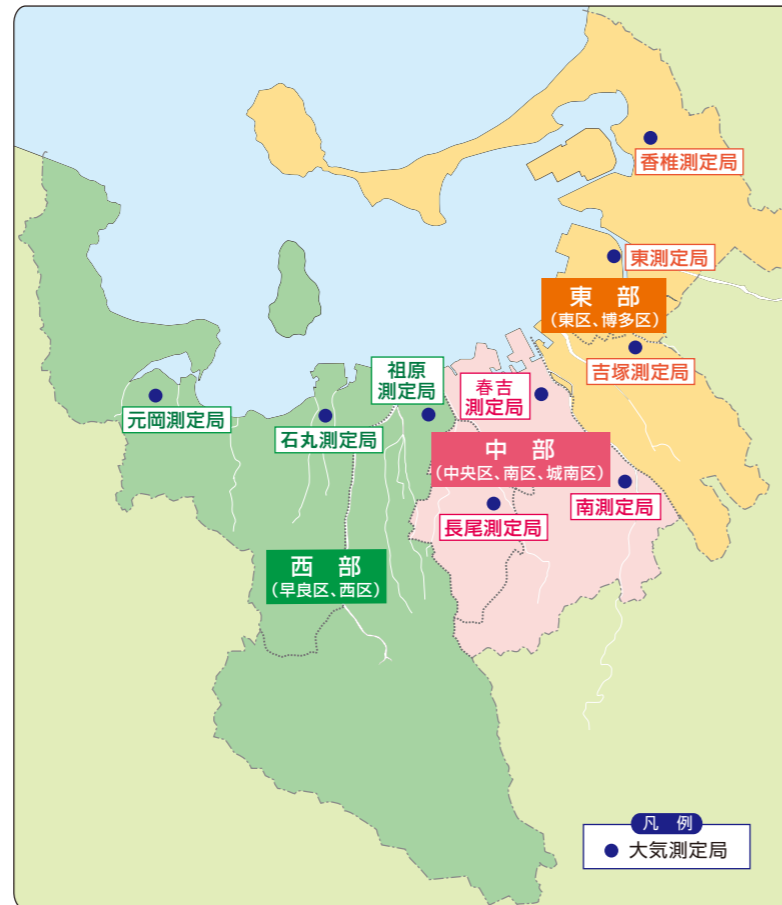 香椎測定局
東測定局
東 部
（東区、博多区）
吉塚測定局
祖原
測定局
春吉
測定局
元岡測定局
石丸測定局
中 部
（中央区、南区、城南区）
南測定局
長尾測定局
西 部
（早良区、西区）
凡 例
大気測定局